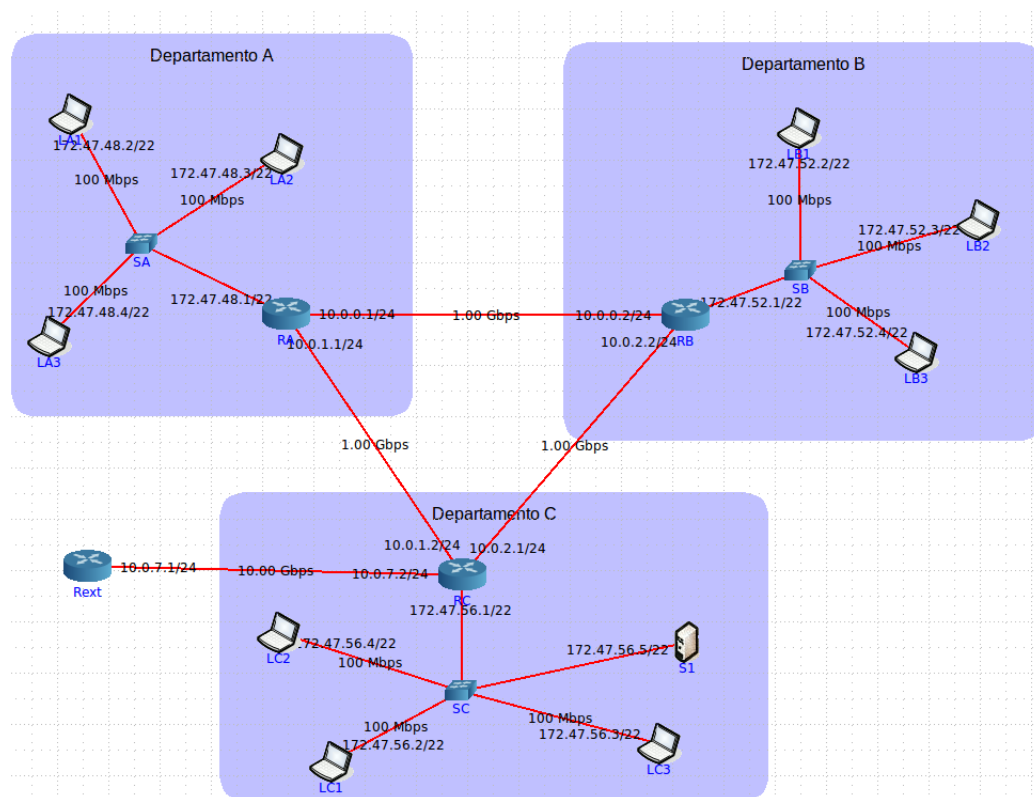 Departamento A
LA1
172.47.48.2/22
100 Mbps
172.47.48.3/22
LA2
100 Mbps
SA
100 Mbps
172.47.48.4/22
LA3
172.47.48.1/22
RA
10.0.0.1/24
10.0.1.1/24
1.00 Gbps
Departamento B
LB1
172.47.52.2/22
100 Mbps
172.47.52.3/22
100 Mbps
LB2
SB
172.47.52.1/22
100 Mbps
172.47.52.4/22
LB3
10.0.0.2/24
RB
10.0.2.2/24
1.00 Gbps
1.00 Gbps
Departamento C
10.0.1.2/24
10.0.2.1/24
Rext
10.0.7.1/24
10.00 Gbps
10.0.7.2/24
RC
172.47.56.1/22
LC2
172.47.56.4/22
100 Mbps
172.47.56.5/22
S1
SC
100 Mbps
172.47.56.2/22
LC1
100 Mbps
172.47.56.3/22
LC3